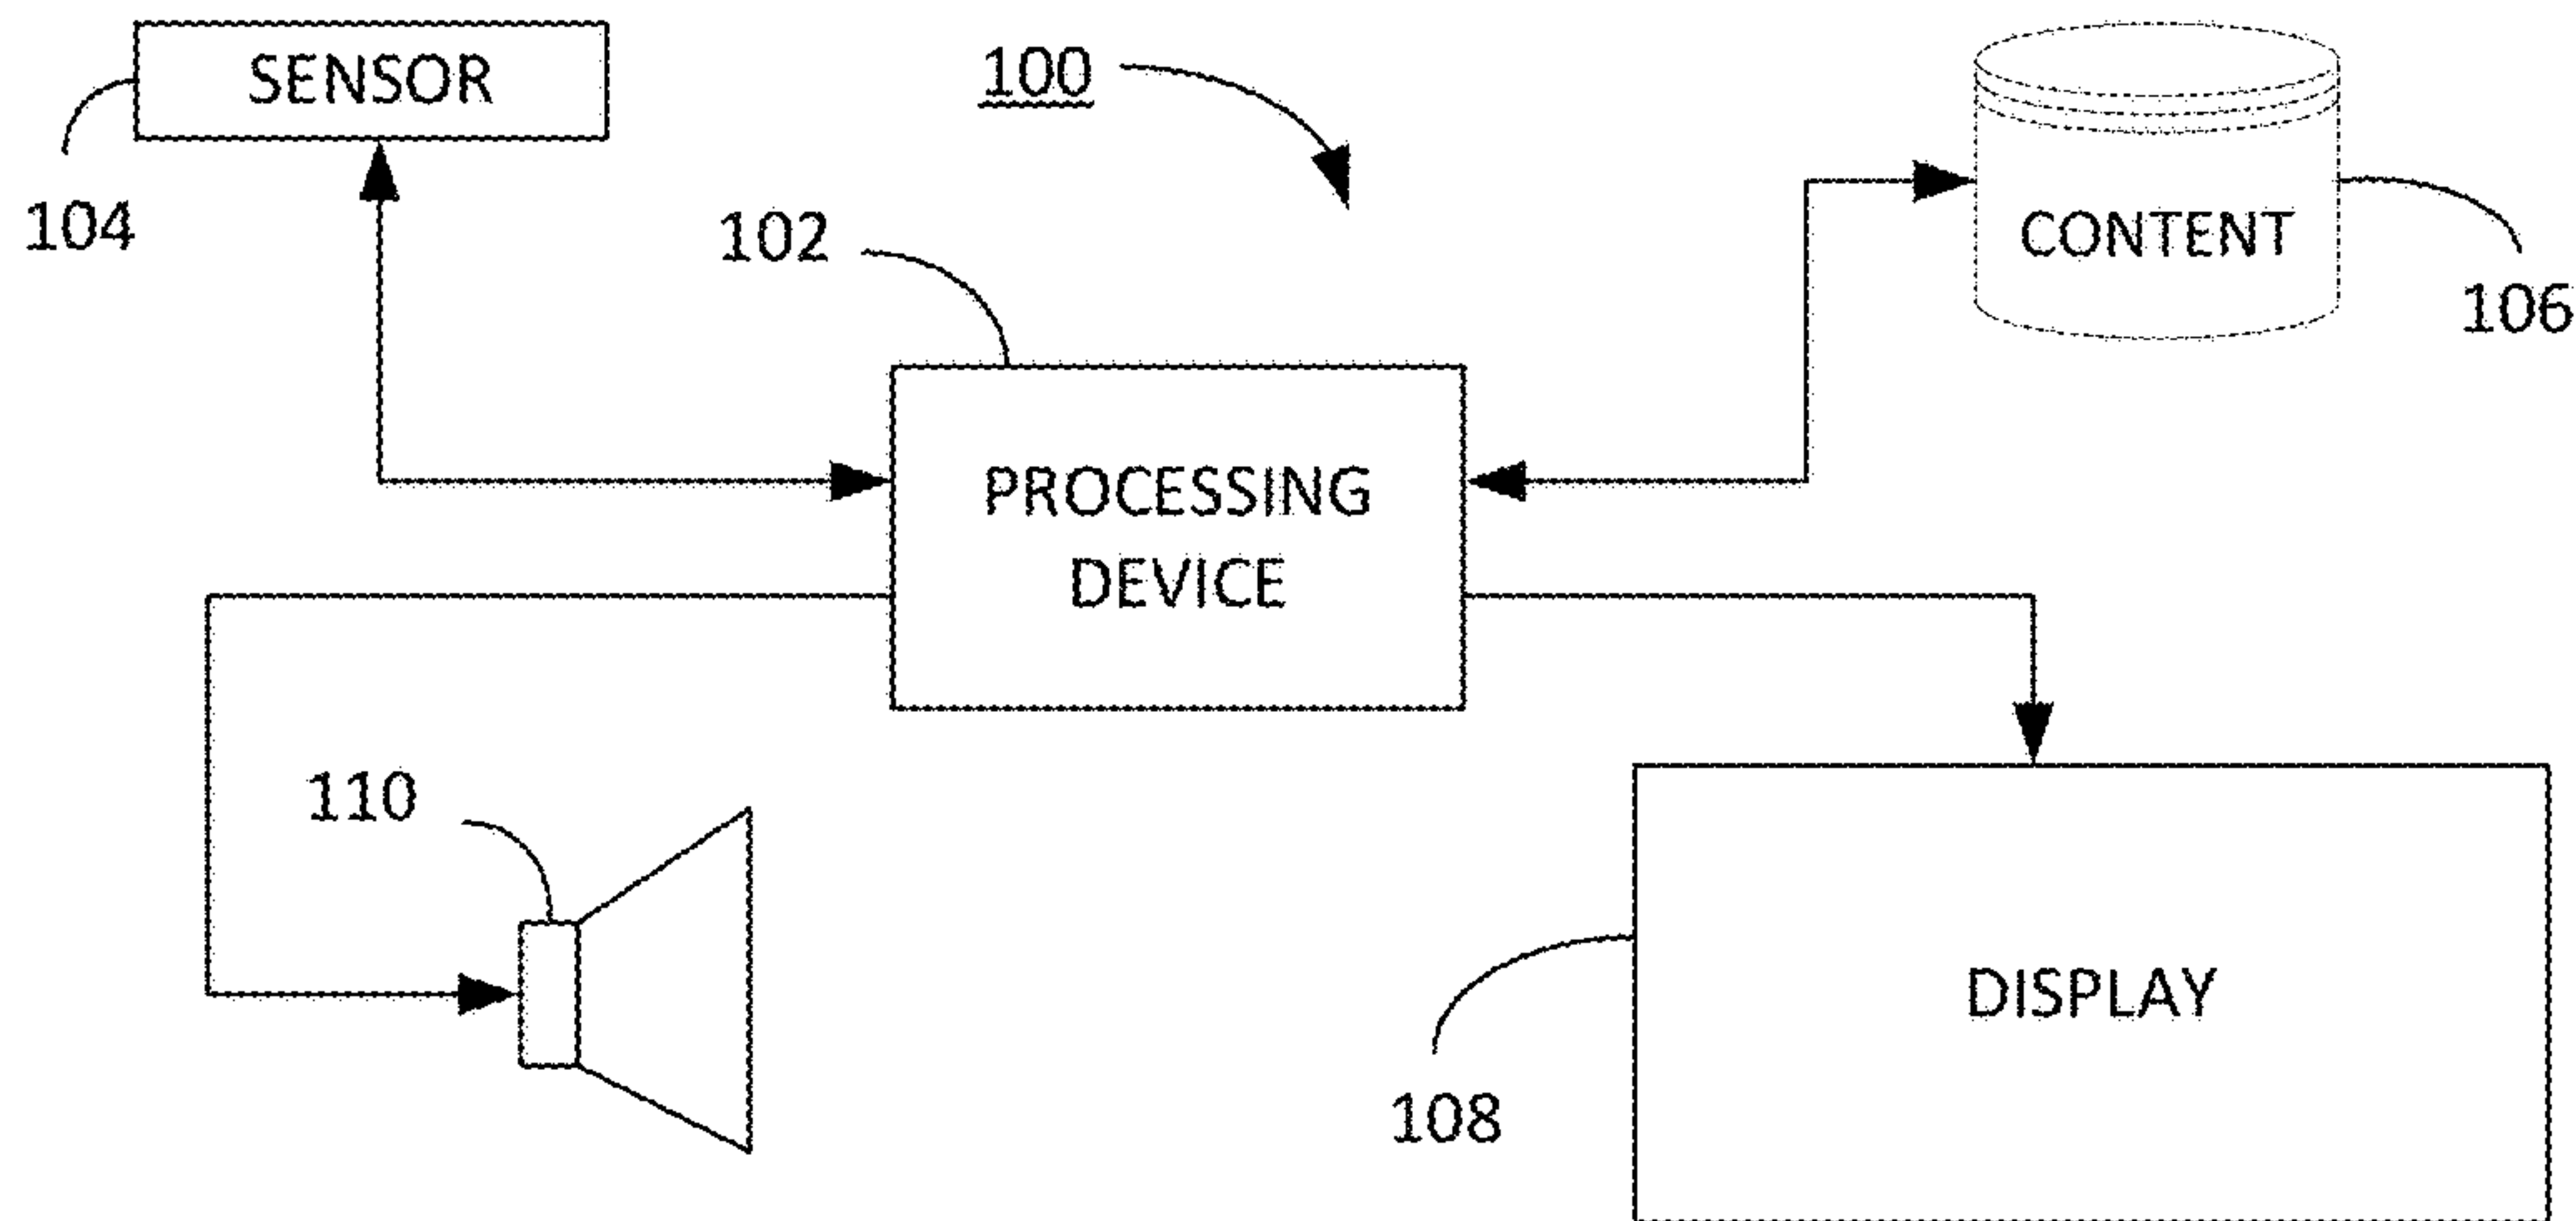 SENSOR
100
104
102
CONTENT
106
PROCESSING
DEVICE
110
DISPLAY
108